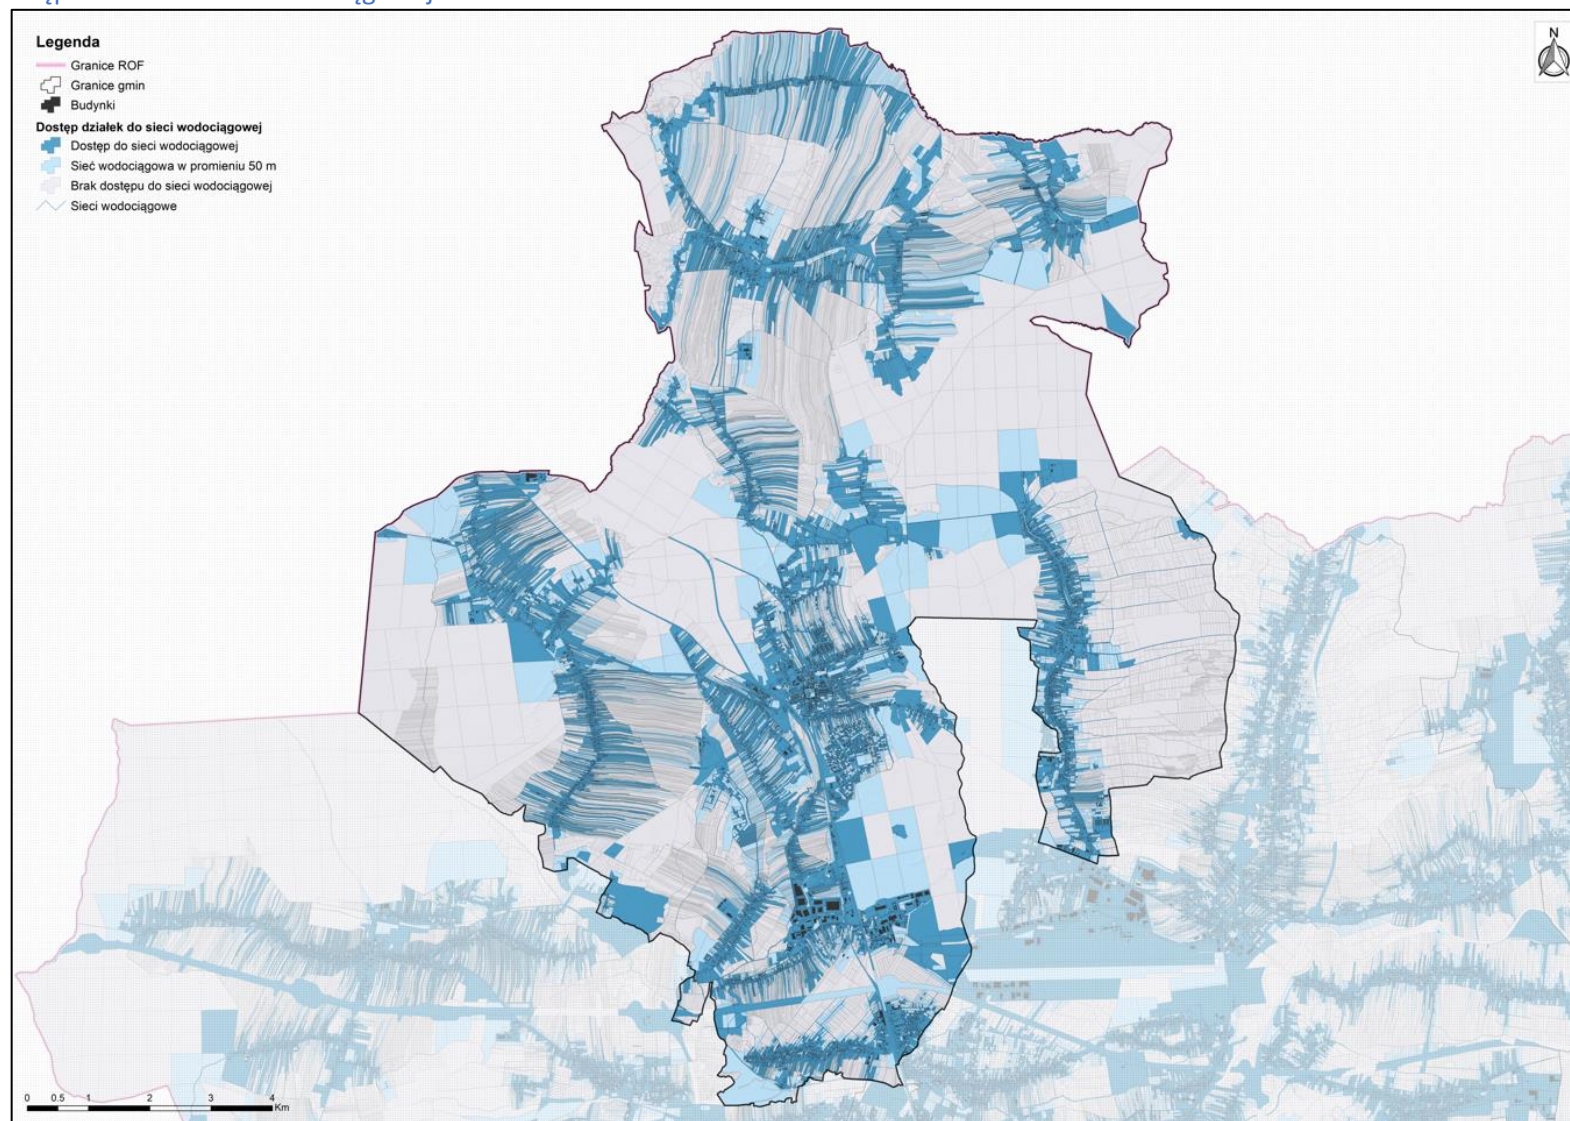 Legenda
Granice ROF
Granice gmin
Budynki
Dostęp działek do sieci wodociągowej
Dostęp do sieci wodociągowej
Sieć wodociągowa w promieniu 50 m
Brak dostępu do sieci wodociągowej
Sieci wodociągowe
N
0 0.5 1 2 3 4
Km